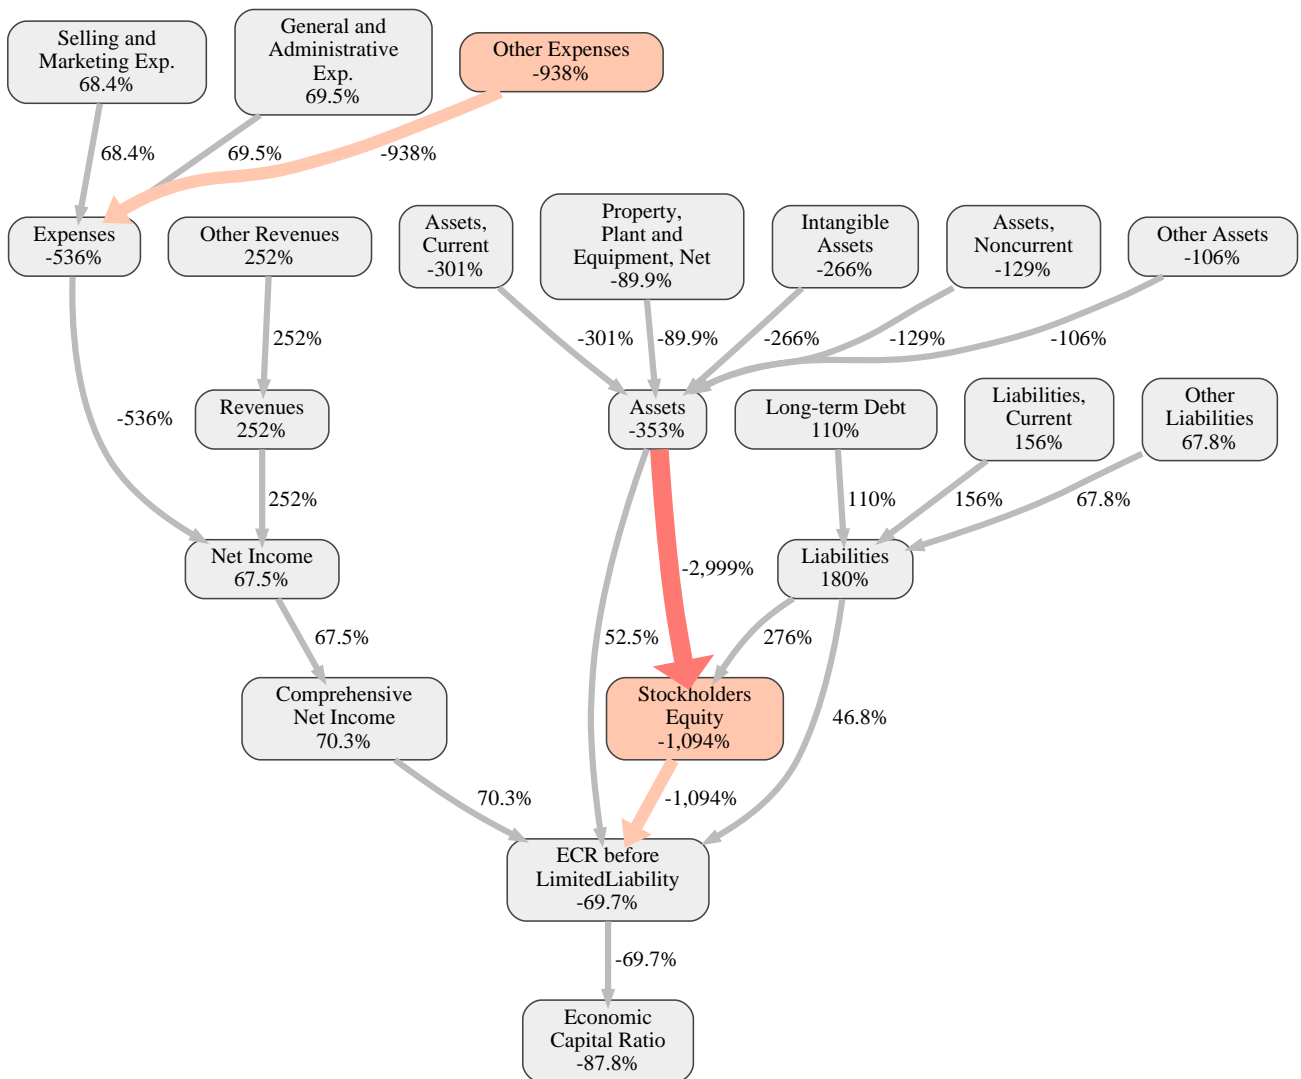 Selling and
Marketing Exp.
68.4%
General and
Administrative
Exp.
69.5%
Other Expenses
-938%
68.4%
69.5%
-938%
Expenses
-536%
Other Revenues
252%
Assets,
Current
-301%
Property,
Plant and
Equipment, Net
-89.9%
Intangible
Assets
-266%
Assets,
Noncurrent
-129%
Other Assets
-106%
252%
-301%
-89.9%
-266%
-129%
-106%
-536%
Revenues
252%
Assets
-353%
Long-term Debt
110%
Liabilities,
Current
156%
Other
Liabilities
67.8%
252%
110%
156%
67.8%
Net Income
67.5%
-2,999%
Liabilities
180%
67.5%
52.5%
276%
Comprehensive
Net Income
70.3%
Stockholders
Equity
-1,094%
46.8%
70.3%
-1,094%
ECR before
LimitedLiability
-69.7%
-69.7%
Economic
Capital Ratio
-87.8%